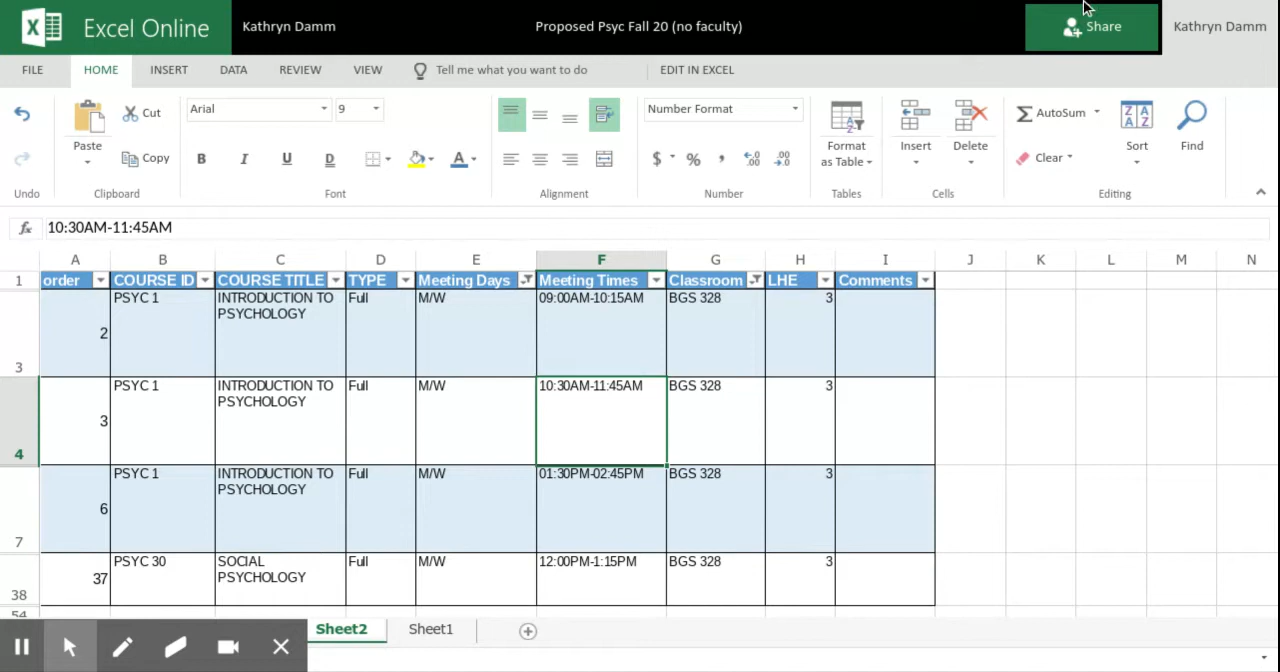 Excel Online Kathryn Damm Proposed Psyc Fall 20 (no faculty) Share Kathryn Damm
FILE HOME INSERT DATA REVIEW VIEW Tell me what you want to do EDIT IN EXCEL
Paste Cut Copy Arial 9 Number Format AutoSum
B I U D A $ % , .00 .00 Format as Table Insert Delete Clear Sort Find
Undo Clipboard Font Alignment Number Tables Cells Editing
fx 10:30AM-11:45AM
A B C D E F G H I J K L M N
1 order COURSE ID COURSE TITLE TYPE Meeting Days Meeting Times Classroom LHE Comments
PSYC 1 INTRODUCTION TO Full M/W 09:00AM-10:15AM BGS 328 3
PSYCHOLOGY
2
3
PSYC 1 INTRODUCTION TO Full M/W 10:30AM-11:45AM BGS 328 3
PSYCHOLOGY
3
4
PSYC 1 INTRODUCTION TO Full M/W 01:30PM-02:45PM BGS 328 3
PSYCHOLOGY
6
7
PSYC 30 SOCIAL Full M/W 12:00PM-1:15PM BGS 328 3
PSYCHOLOGY
37
38
54
Sheet2 Sheet1